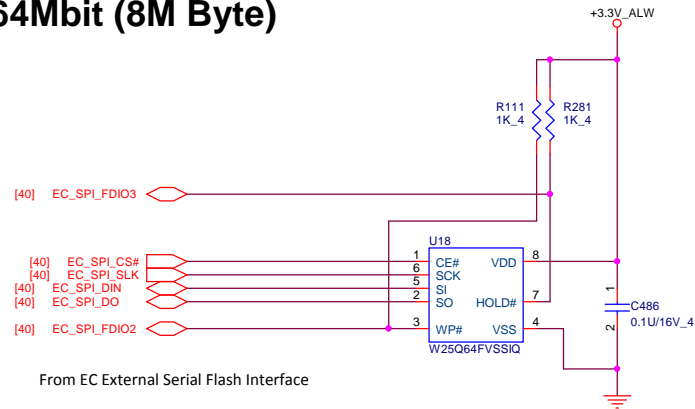 64Mbit (8M Byte)
+3.3V_ALW
R111
1K_4
R281
1K_4
[40] EC_SPI_FDIO3
U18
[40] EC_SPI_CS# 1 CE# VDD 8
[40] EC_SPI_SLK 6 SCK
[40] EC_SPI_DIN 5 SI
[40] EC_SPI_DO 2 SO HOLD# 7
[40] EC_SPI_FDIO2 3 WP# VSS 4
W25Q64FVSSIQ
1
2
C486
0.1U/16V_4
From EC External Serial Flash Interface